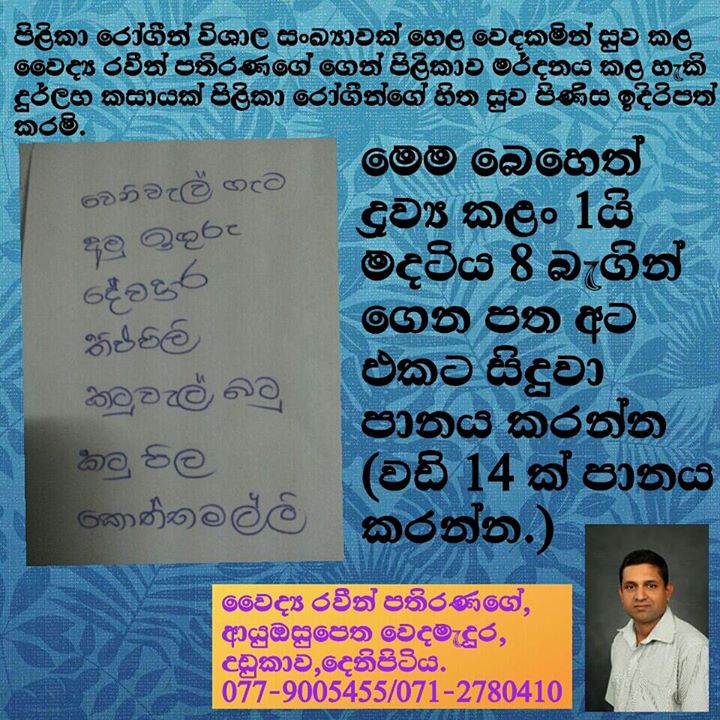 පිළිකා රෝගීන් විශාල සංඛ්‍යාවක් හෙළ වෙදකමින් සුව කළ
වෛද්‍ය රවීන් පතිරණගේ ගෙන් පිළිකාව මර්දනය කළ හැකි
දුර්ලභ කසායක් පිළිකා රෝගීන්ගේ හිත සුව පිණිස ඉදිරිපත්
කරමි.
වෙනිවැල් ගැට
අමු ඉඟුරු
දේවදාර
තිප්පිලි
කටුවැල් බටු
කටු පිල
කොත්තමල්ලි
මෙම බෙහෙත්
ද්‍රව්‍ය කළං 1යි
මදටිය 8 බැගින්
ගෙන පත අට
එකට සිඳුවා
පානය කරන්න
(වඩි 14 ක් පානය
කරන්න.)
වෛද්‍ය රවීන් පතිරණගේ,
ආයුඔසුපෙත වෙදමැදුර,
උඩුකාව,දෙනිපිටිය.
077-9005455/071-2780410